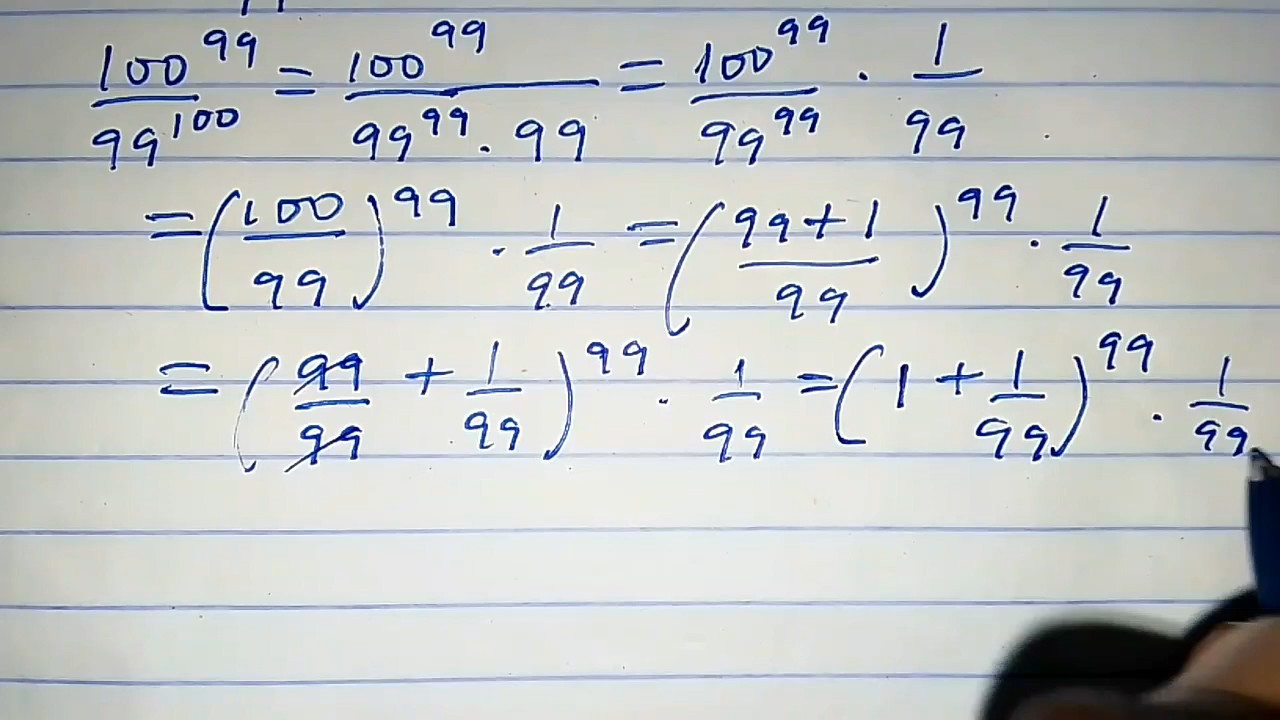 100^99 / 99^100 = 100^99 / 99^99 . 99 = 100^99 / 99^99 . 1/99
= (100/99)^99 . 1/99 = (99+1 / 99)^99 . 1/99
= (99/99 + 1/99)^99 . 1/99 = (1 + 1/99)^99 . 1/99